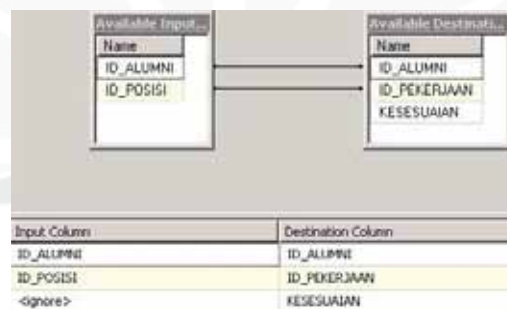 Available Input... Available Destinati...
Name Name
ID_ALUMNI ID_ALUMNI
ID_POSISI ID_PEKERJAAN
KESESUAIAN
Input Column Destination Column
ID_ALUMNI ID_ALUMNI
ID_POSISI ID_PEKERJAAN
<ignore> KESESUAIAN